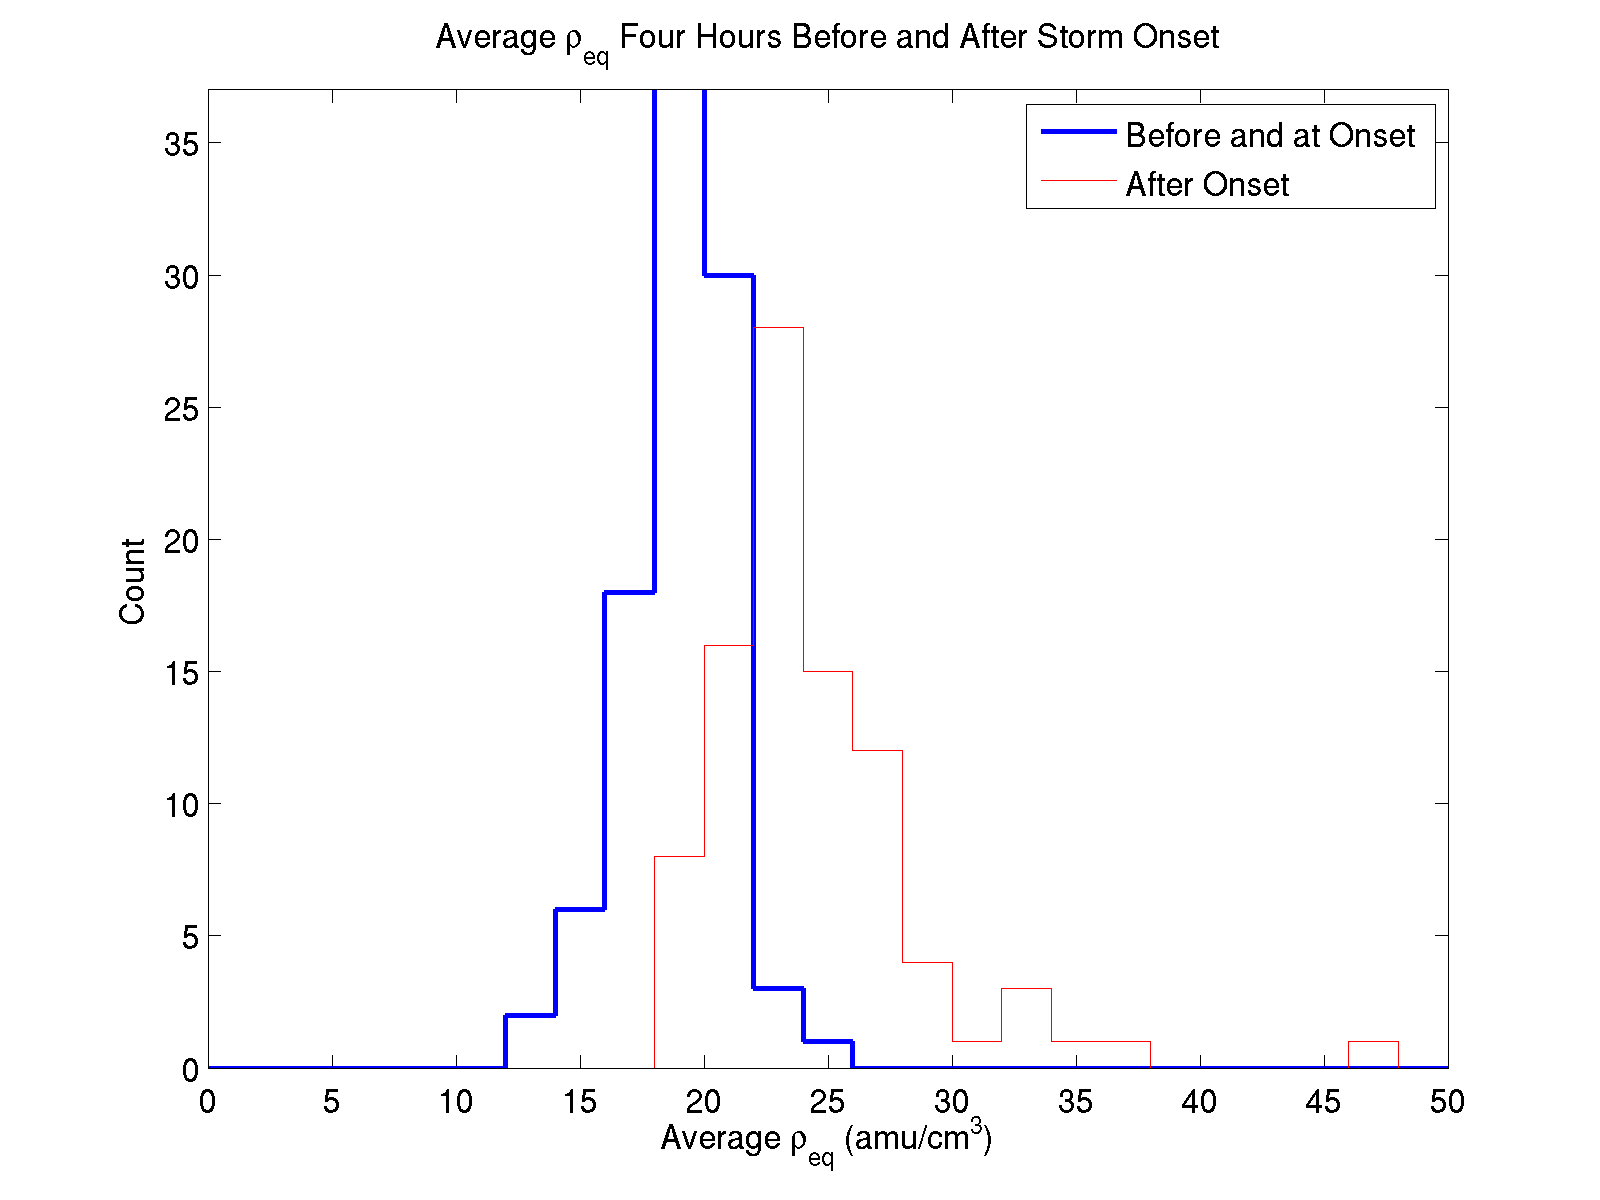 Average ρeq Four Hours Before and After Storm Onset
Before and at Onset
After Onset
35
30
25
20
15
10
5
0
Count
0 5 10 15 20 25 30 35 40 45 50
Average ρeq (amu/cm³)